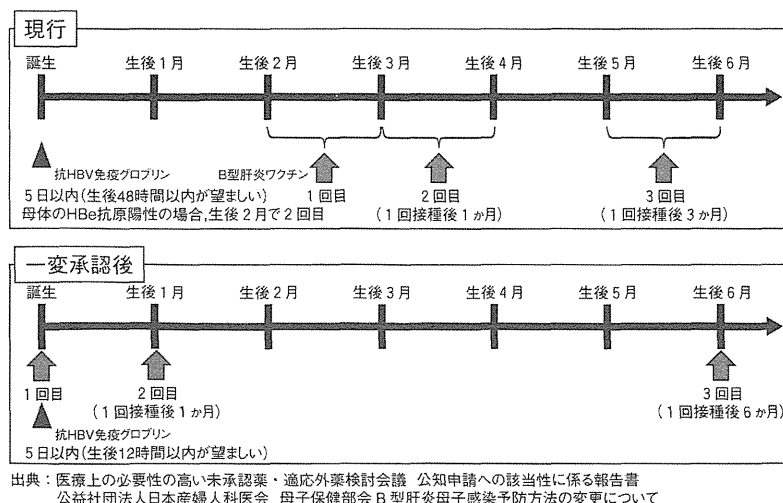 現行
誕生 生後1月 生後2月 生後3月 生後4月 生後5月 生後6月
抗HBV免疫グロブリン B型肝炎ワクチン
5日以内(生後48時間以内が望ましい) 1回目 2回目 3回目
母体のHBe抗原陽性の場合,生後2月で2回目 (1回接種後1か月) (1回接種後3か月)
一変承認後
誕生 生後1月 生後2月 生後3月 生後4月 生後5月 生後6月
1回目 2回目 3回目
(1回接種後1か月) (1回接種後6か月)
抗HBV免疫グロブリン
5日以内(生後12時間以内が望ましい)
出典:医療上の必要性の高い未承認薬・適応外薬検討会議 公知申請への該当性に係る報告書
公益社団法人日本産婦人科医会 母子保健部会B型肝炎母子感染予防方法の変更について